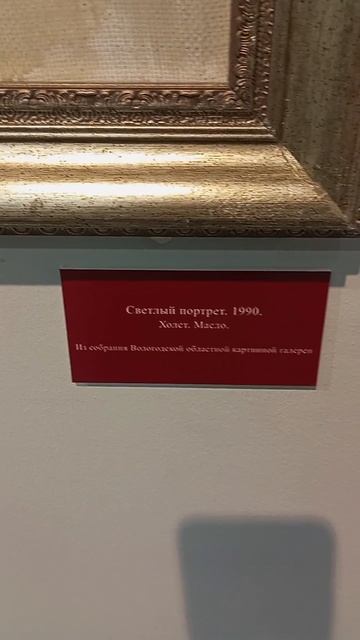 Светлый портрет. 1990.
Холст. Масло.
Из собрания Вологодской областной картинной галереи